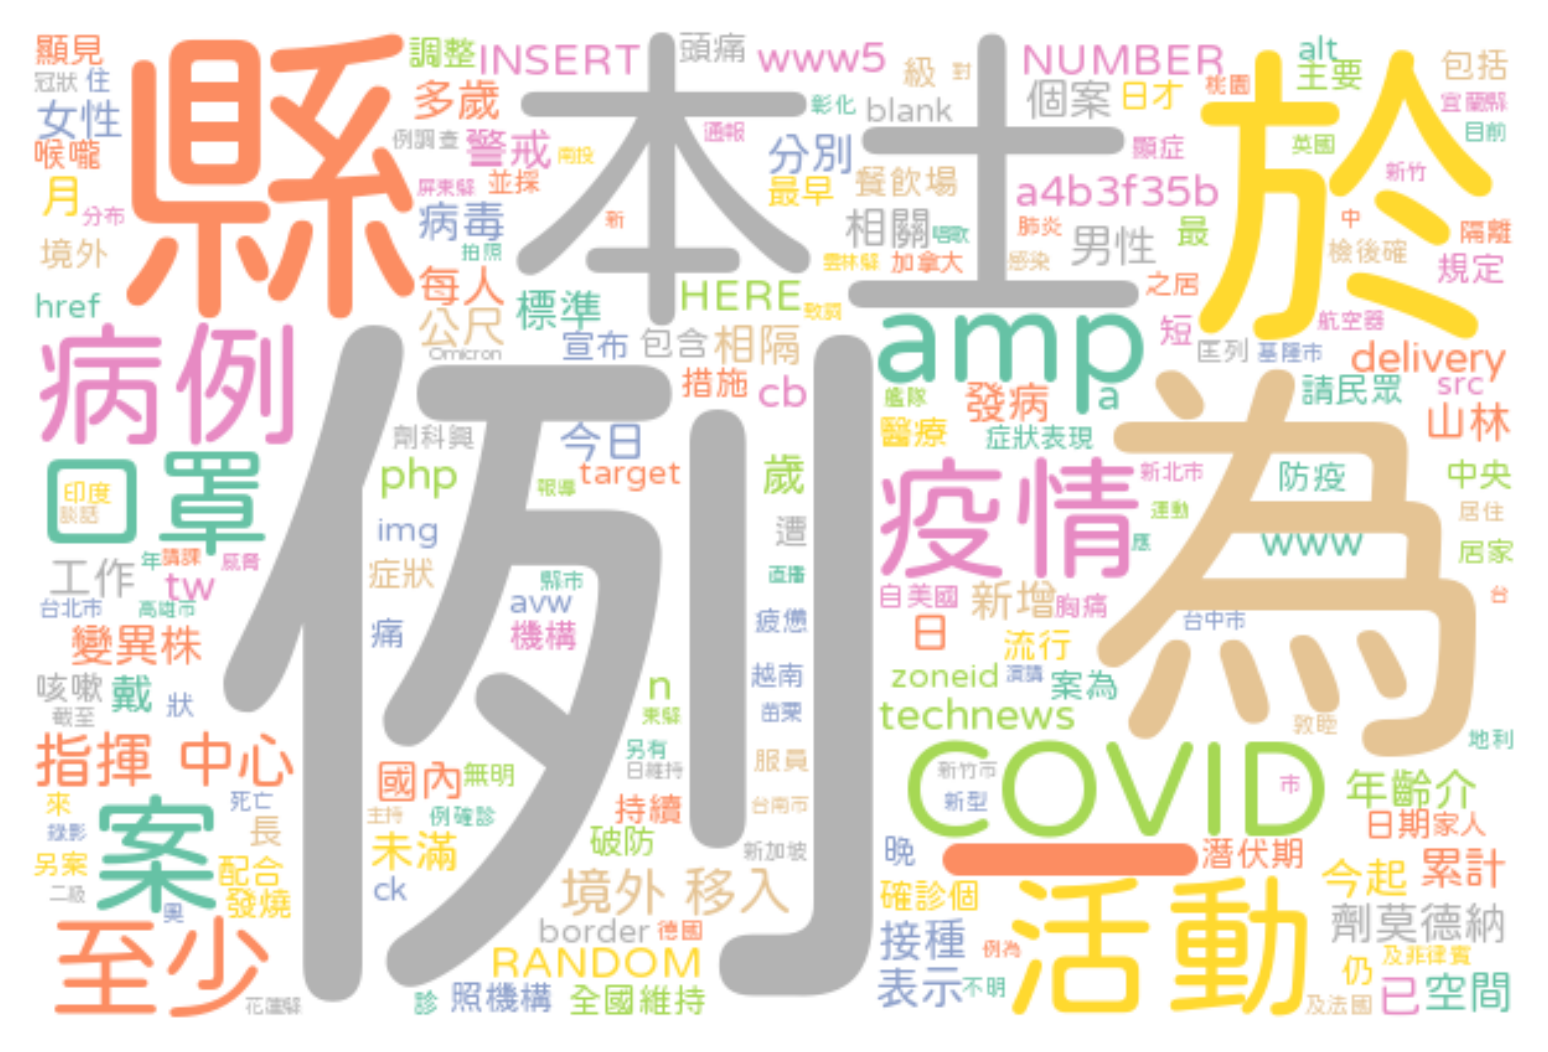 顯見
縣
調整
INSERT
本土
頭痛
www5
級
對
NUMBER
alt
主要
於
包括
冠狀
住
多歲
彰化
blank
個案
日才
桃園
宜蘭縣
女性
例調查
警戒
南投
通報
分別
顯症
英國
目前
喉嚨
屏東縣
並採
最早
餐飲場
a4b3f35b
新竹
月
分布
病毒
新
相關
唱歌
肺炎
男性
最
中
隔離
境外
拍照
雲林縣
加拿大
感染
檢後確
規定
href
每人
標準
HERE
之居
公尺
Omicron
宣布
包含
相隔
amp
短
匡列
基隆市
航空器
delivery
病例
例
措施
cb
艦隊
發病
a
為
請民眾
src
山林
劑科興
今日
醫療
症狀表現
口罩
印度
談話
php
報導
target
歲
疫情
新北市
防疫
中央
img
遭
運動
應
www
居住
居家
工作
年
tw
症狀
縣市
直播
台北市
高雄市
avw
自美國
新增
胸痛
台
變異株
痛
機構
疲憊
日
流行
台中市
咳嗽
戴
狀
截至
n
越南
zoneid
演講
案為
苗栗
technews
敦睦
地利
指揮 中心
國內
無明
另有
日維持
服員
COVID
新竹市
新型
市
年齡介
來
死亡
主持
例確診
持續
台南市
日期
家人
錄影
案
長
未滿
破防
新加坡
晚
潛伏期
另案
配合
今起
累計
二級
發燒
奧
ck
境外 移入
確診個
活動
劑莫德納
至少
border
德國
接種
例為
及非律賓
RANDOM
仍
花蓮縣
診
照機構
全國維持
表示
不明
及法國
已
空間